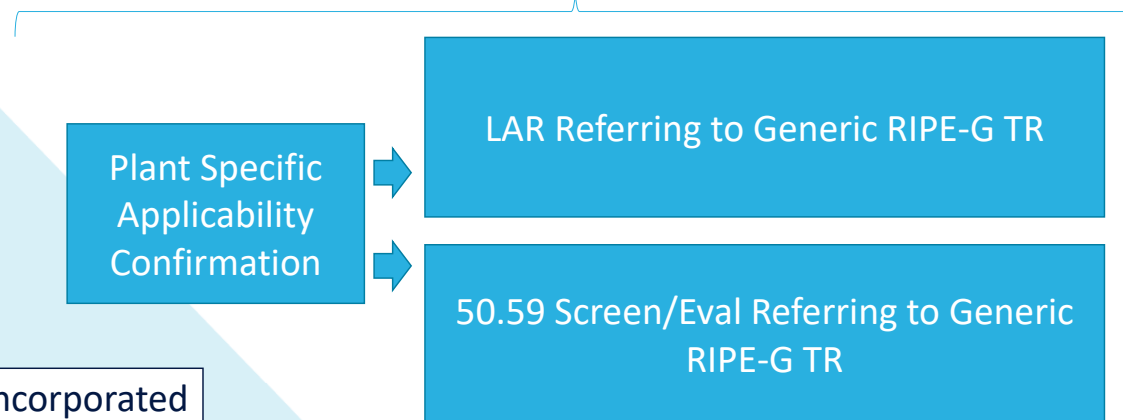 LAR Referring to Generic RIPE-G TR
Plant Specific
Applicability
Confirmation
50.59 Screen/Eval Referring to Generic
RIPE-G TR
ncorporated